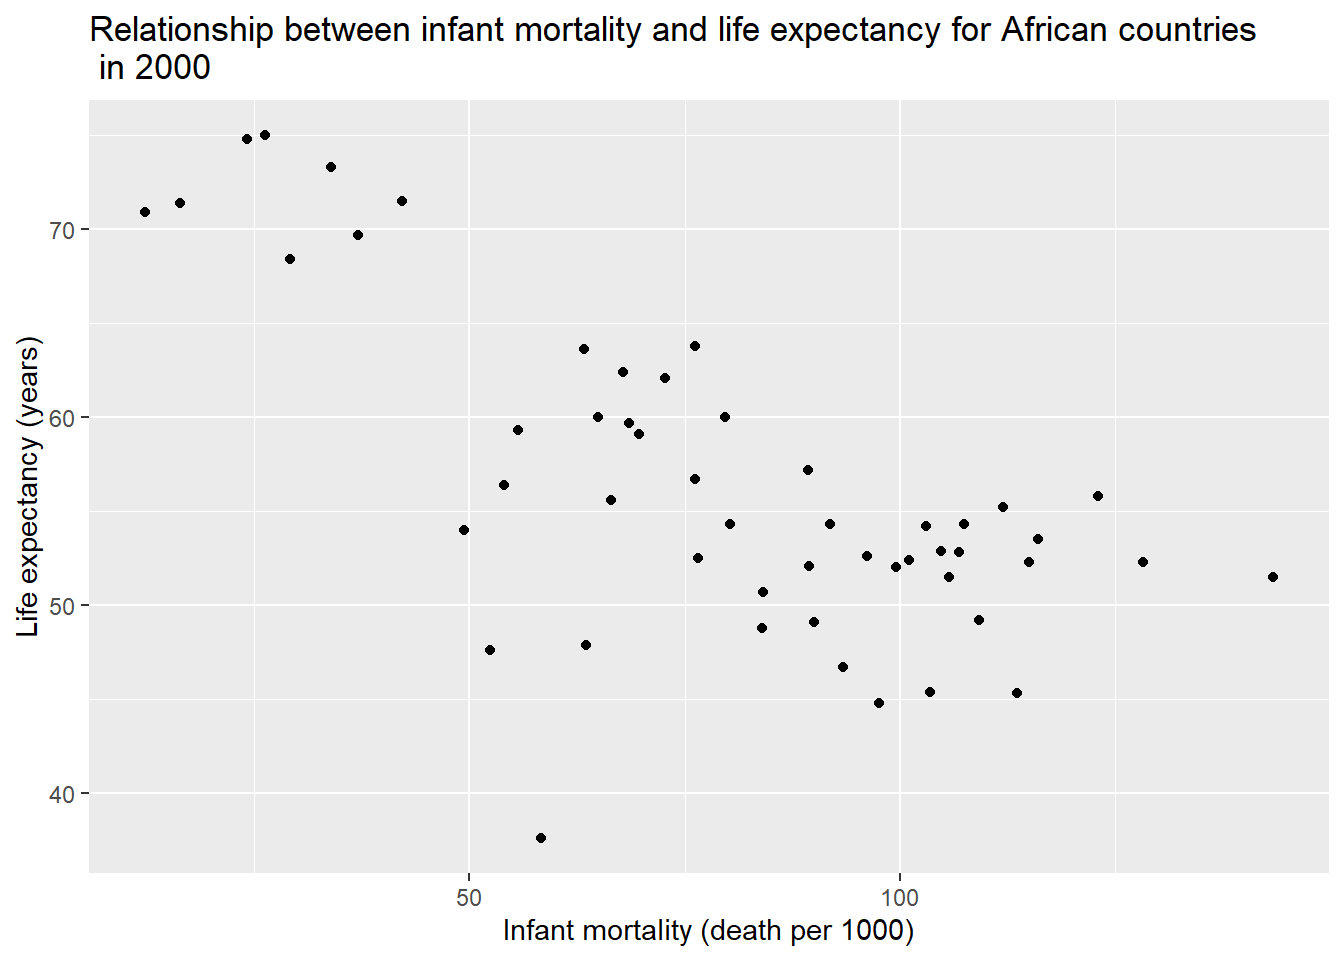 Relationship between infant mortality and life expectancy for African countries
in 2000
Life expectancy (years)
70
60
50
40
50
100
Infant mortality (death per 1000)